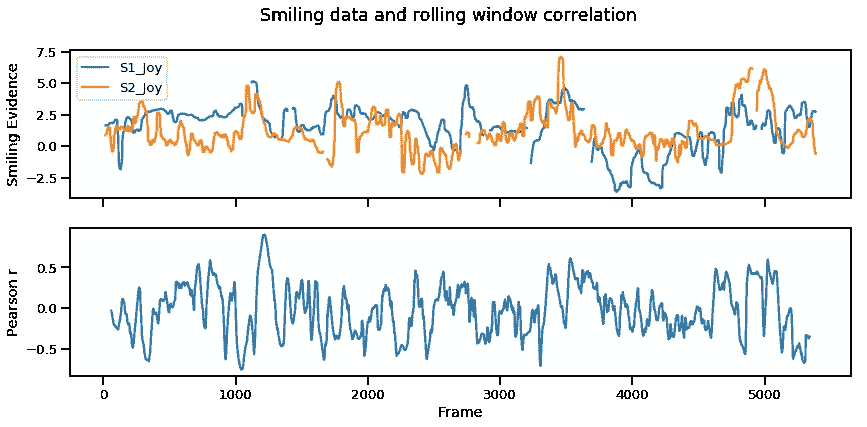 Smiling data and rolling window correlation
Smiling Evidence
7.5
5.0
2.5
0.0
−2.5
S1_Joy
S2_Joy
Pearson r
0.5
0.0
−0.5
0 1000 2000 3000 4000 5000
Frame